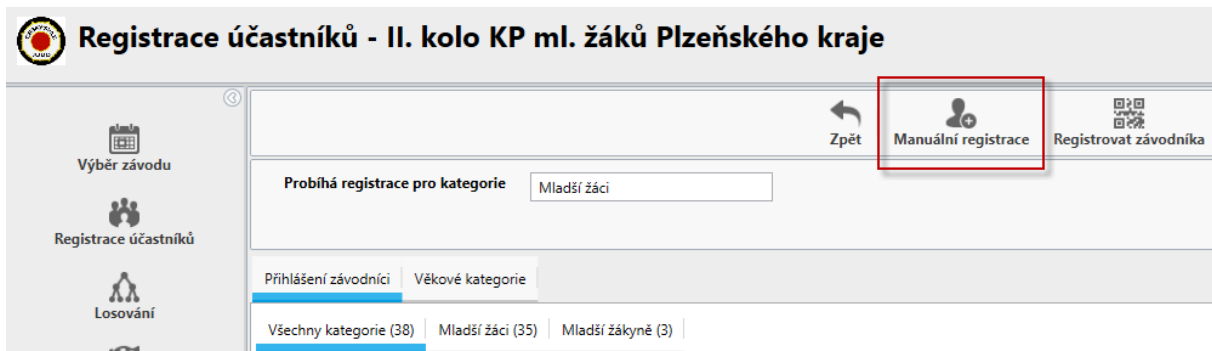 Registrace účastníků - II. kolo KP ml. žáků Plzeňského kraje
Výběr závodu
Registrace účastníků
Losování
Zpět
Manuální registrace
Registrovat závodníka
Probíhá registrace pro kategorie
Mladší žáci
Přihlášení závodníci
Věkové kategorie
Všechny kategorie (38)
Mladší žáci (35)
Mladší žákyně (3)